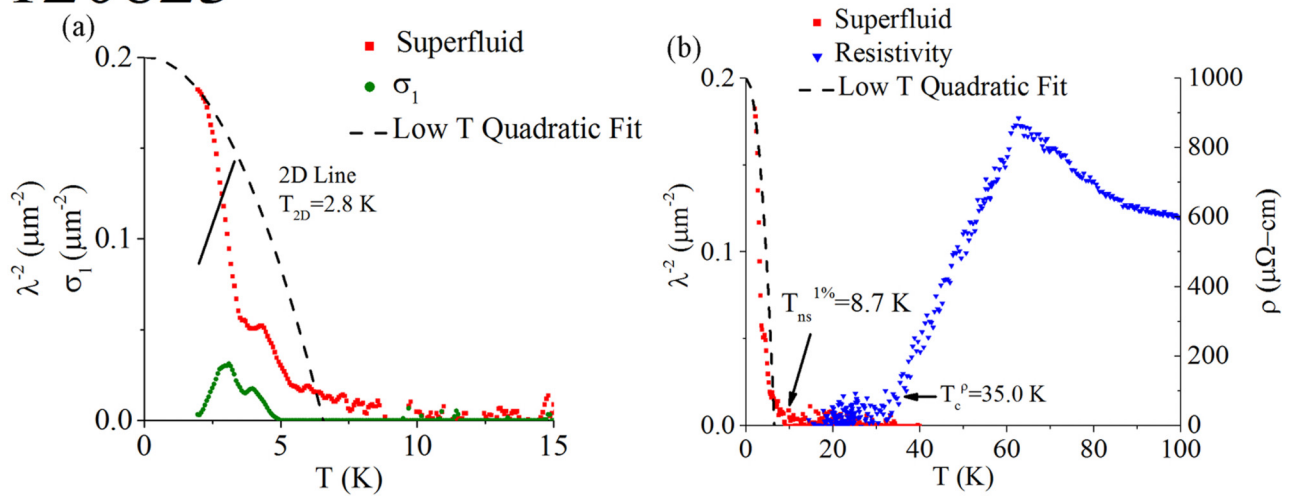 (a)
Superfluid
σ₁
Low T Quadratic Fit
2D Line
T₂D=2.8 K
λ⁻² (μm⁻²)
σ₁ (μm⁻²)
0.2
0.1
0.0
0
5
10
15
T (K)
(b)
Superfluid
Resistivity
Low T Quadratic Fit
λ⁻² (μm⁻²)
0.2
0.1
0.0
Tns¹%=8.7 K
Tcᵖ=35.0 K
1000
800
600
400
200
0
ρ (μΩ–cm)
0
20
40
60
80
100
T (K)